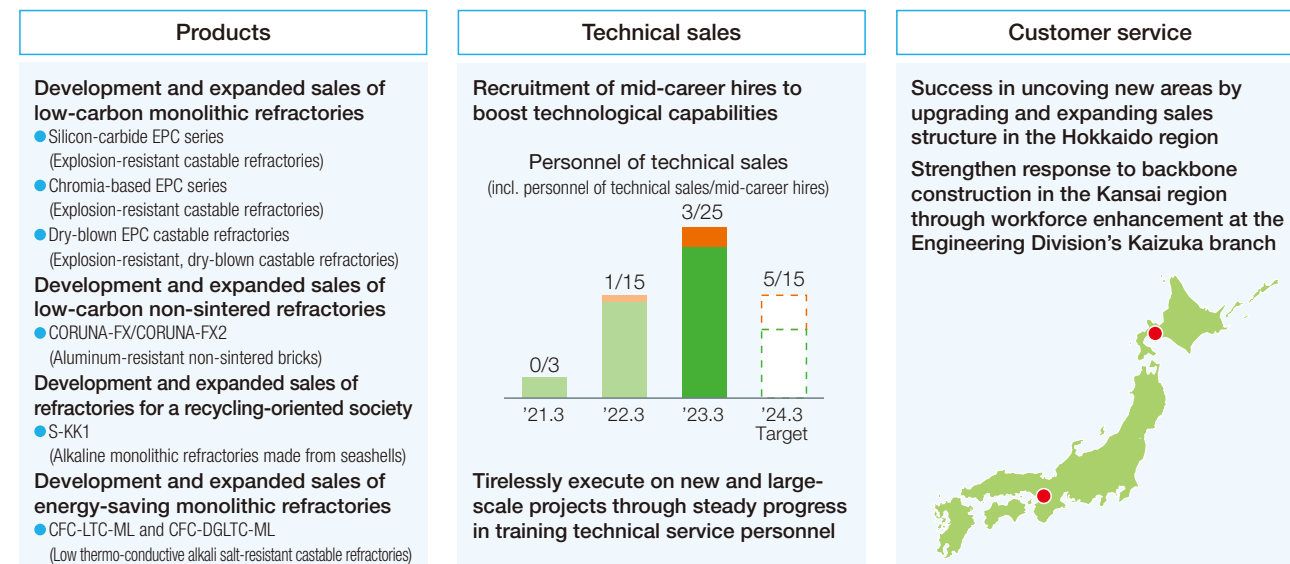 Products
Development and expanded sales of
low-carbon monolithic refractories
●Silicon-carbide EPC series
(Explosion-resistant castable refractories)
●Chromia-based EPC series
(Explosion-resistant castable refractories)
●Dry-blown EPC castable refractories
(Explosion-resistant, dry-blown castable refractories)
Development and expanded sales of
low-carbon non-sintered refractories
●CORUNA-FX/CORUNA-FX2
(Aluminum-resistant non-sintered bricks)
Development and expanded sales of
refractories for a recycling-oriented society
●S-KK1
(Alkaline monolithic refractories made from seashells)
Development and expanded sales of
energy-saving monolithic refractories
●CFC-LTC-ML and CFC-DGLTC-ML
(Low thermo-conductive alkali salt-resistant castable refractories)
Technical sales
Recruitment of mid-career hires to
boost technological capabilities
Personnel of technical sales
(incl. personnel of technical sales/mid-career hires)
0/3
1/15
3/25
5/15
’21.3
’22.3
’23.3
’24.3
Target
Tirelessly execute on new and large-
scale projects through steady progress
in training technical service personnel
Customer service
Success in uncoving new areas by
upgrading and expanding sales
structure in the Hokkaido region
Strengthen response to backbone
construction in the Kansai region
through workforce enhancement at the
Engineering Division’s Kaizuka branch